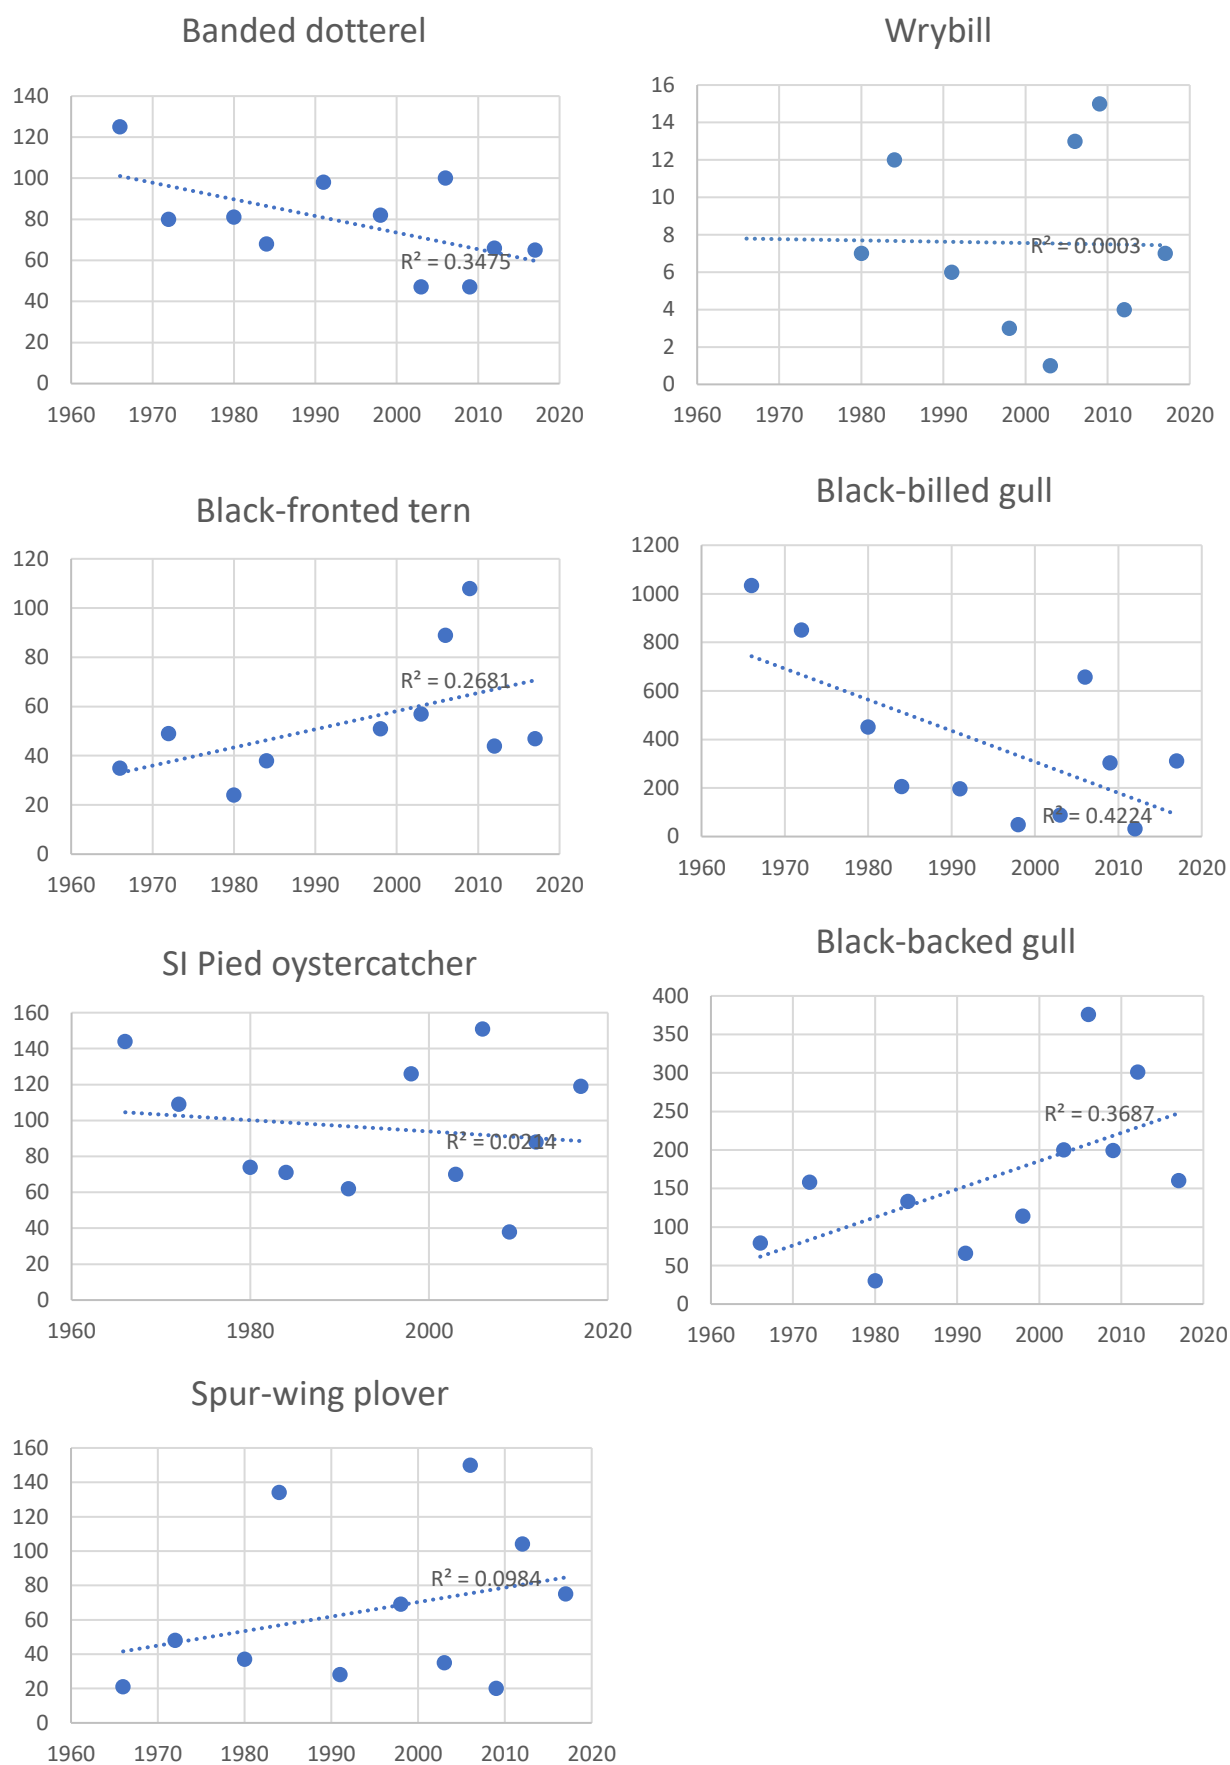 Banded dotterel
140
120
100
80
60
40
20
0
R² = 0.3475
1960 1970 1980 1990 2000 2010 2020
Wrybill
16
14
12
10
8
6
4
2
0
R² = 0.0003
1960 1970 1980 1990 2000 2010 2020
Black-fronted tern
120
100
80
60
40
20
0
R² = 0.2681
1960 1970 1980 1990 2000 2010 2020
Black-billed gull
1200
1000
800
600
400
200
0
R² = 0.4224
1960 1970 1980 1990 2000 2010 2020
SI Pied oystercatcher
160
140
120
100
80
60
40
20
0
R² = 0.0214
1960 1980 2000 2020
Black-backed gull
400
350
300
250
200
150
100
50
0
R² = 0.3687
1960 1970 1980 1990 2000 2010 2020
Spur-wing plover
160
140
120
100
80
60
40
20
0
R² = 0.0984
1960 1970 1980 1990 2000 2010 2020